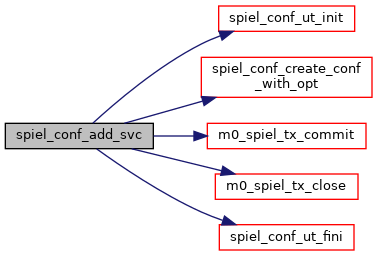 spiel_conf_ut_init
spiel_conf_create_conf
_with_opt
spiel_conf_add_svc
m0_spiel_tx_commit
m0_spiel_tx_close
spiel_conf_ut_fini